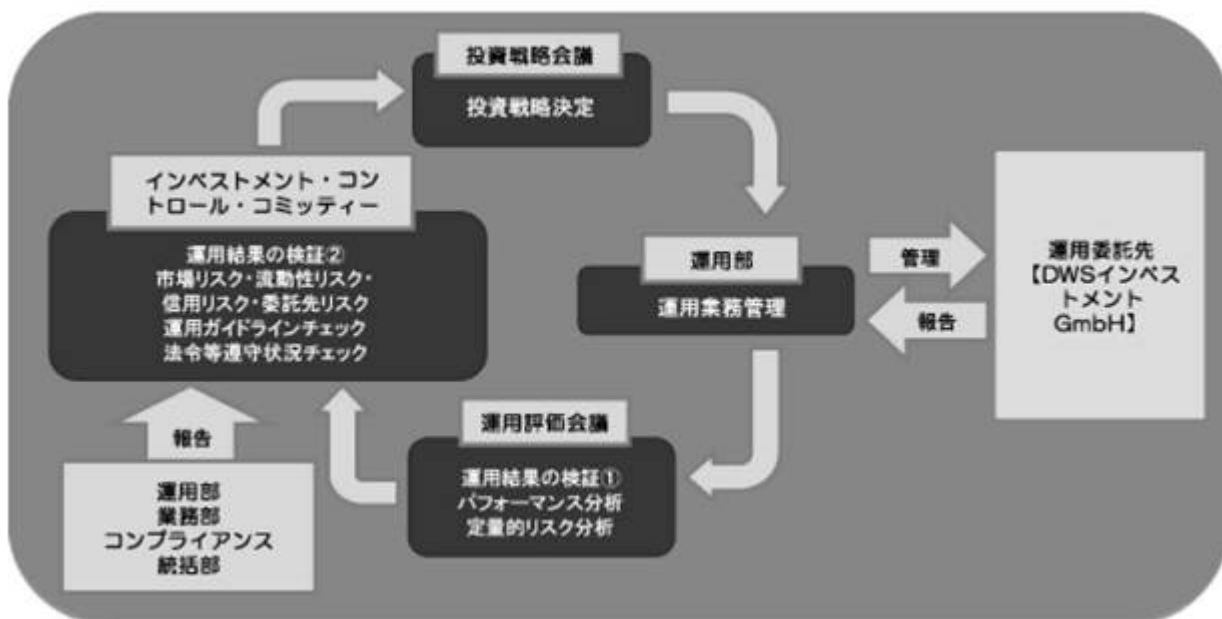 投資戦略会議
投資戦略決定
インベストメント・コン
トロール・コミッティー
運用結果の検証②
市場リスク・流動性リスク・
信用リスク・委託先リスク
運用ガイドラインチェック
法令等遵守状況チェック
運用部
運用業務管理
管理
報告
運用委託先
【DWSインベス
トメント
GmbH】
運用評価会議
運用結果の検証①
パフォーマンス分析
定量的リスク分析
報告
運用部
業務部
コンプライアンス
統括部